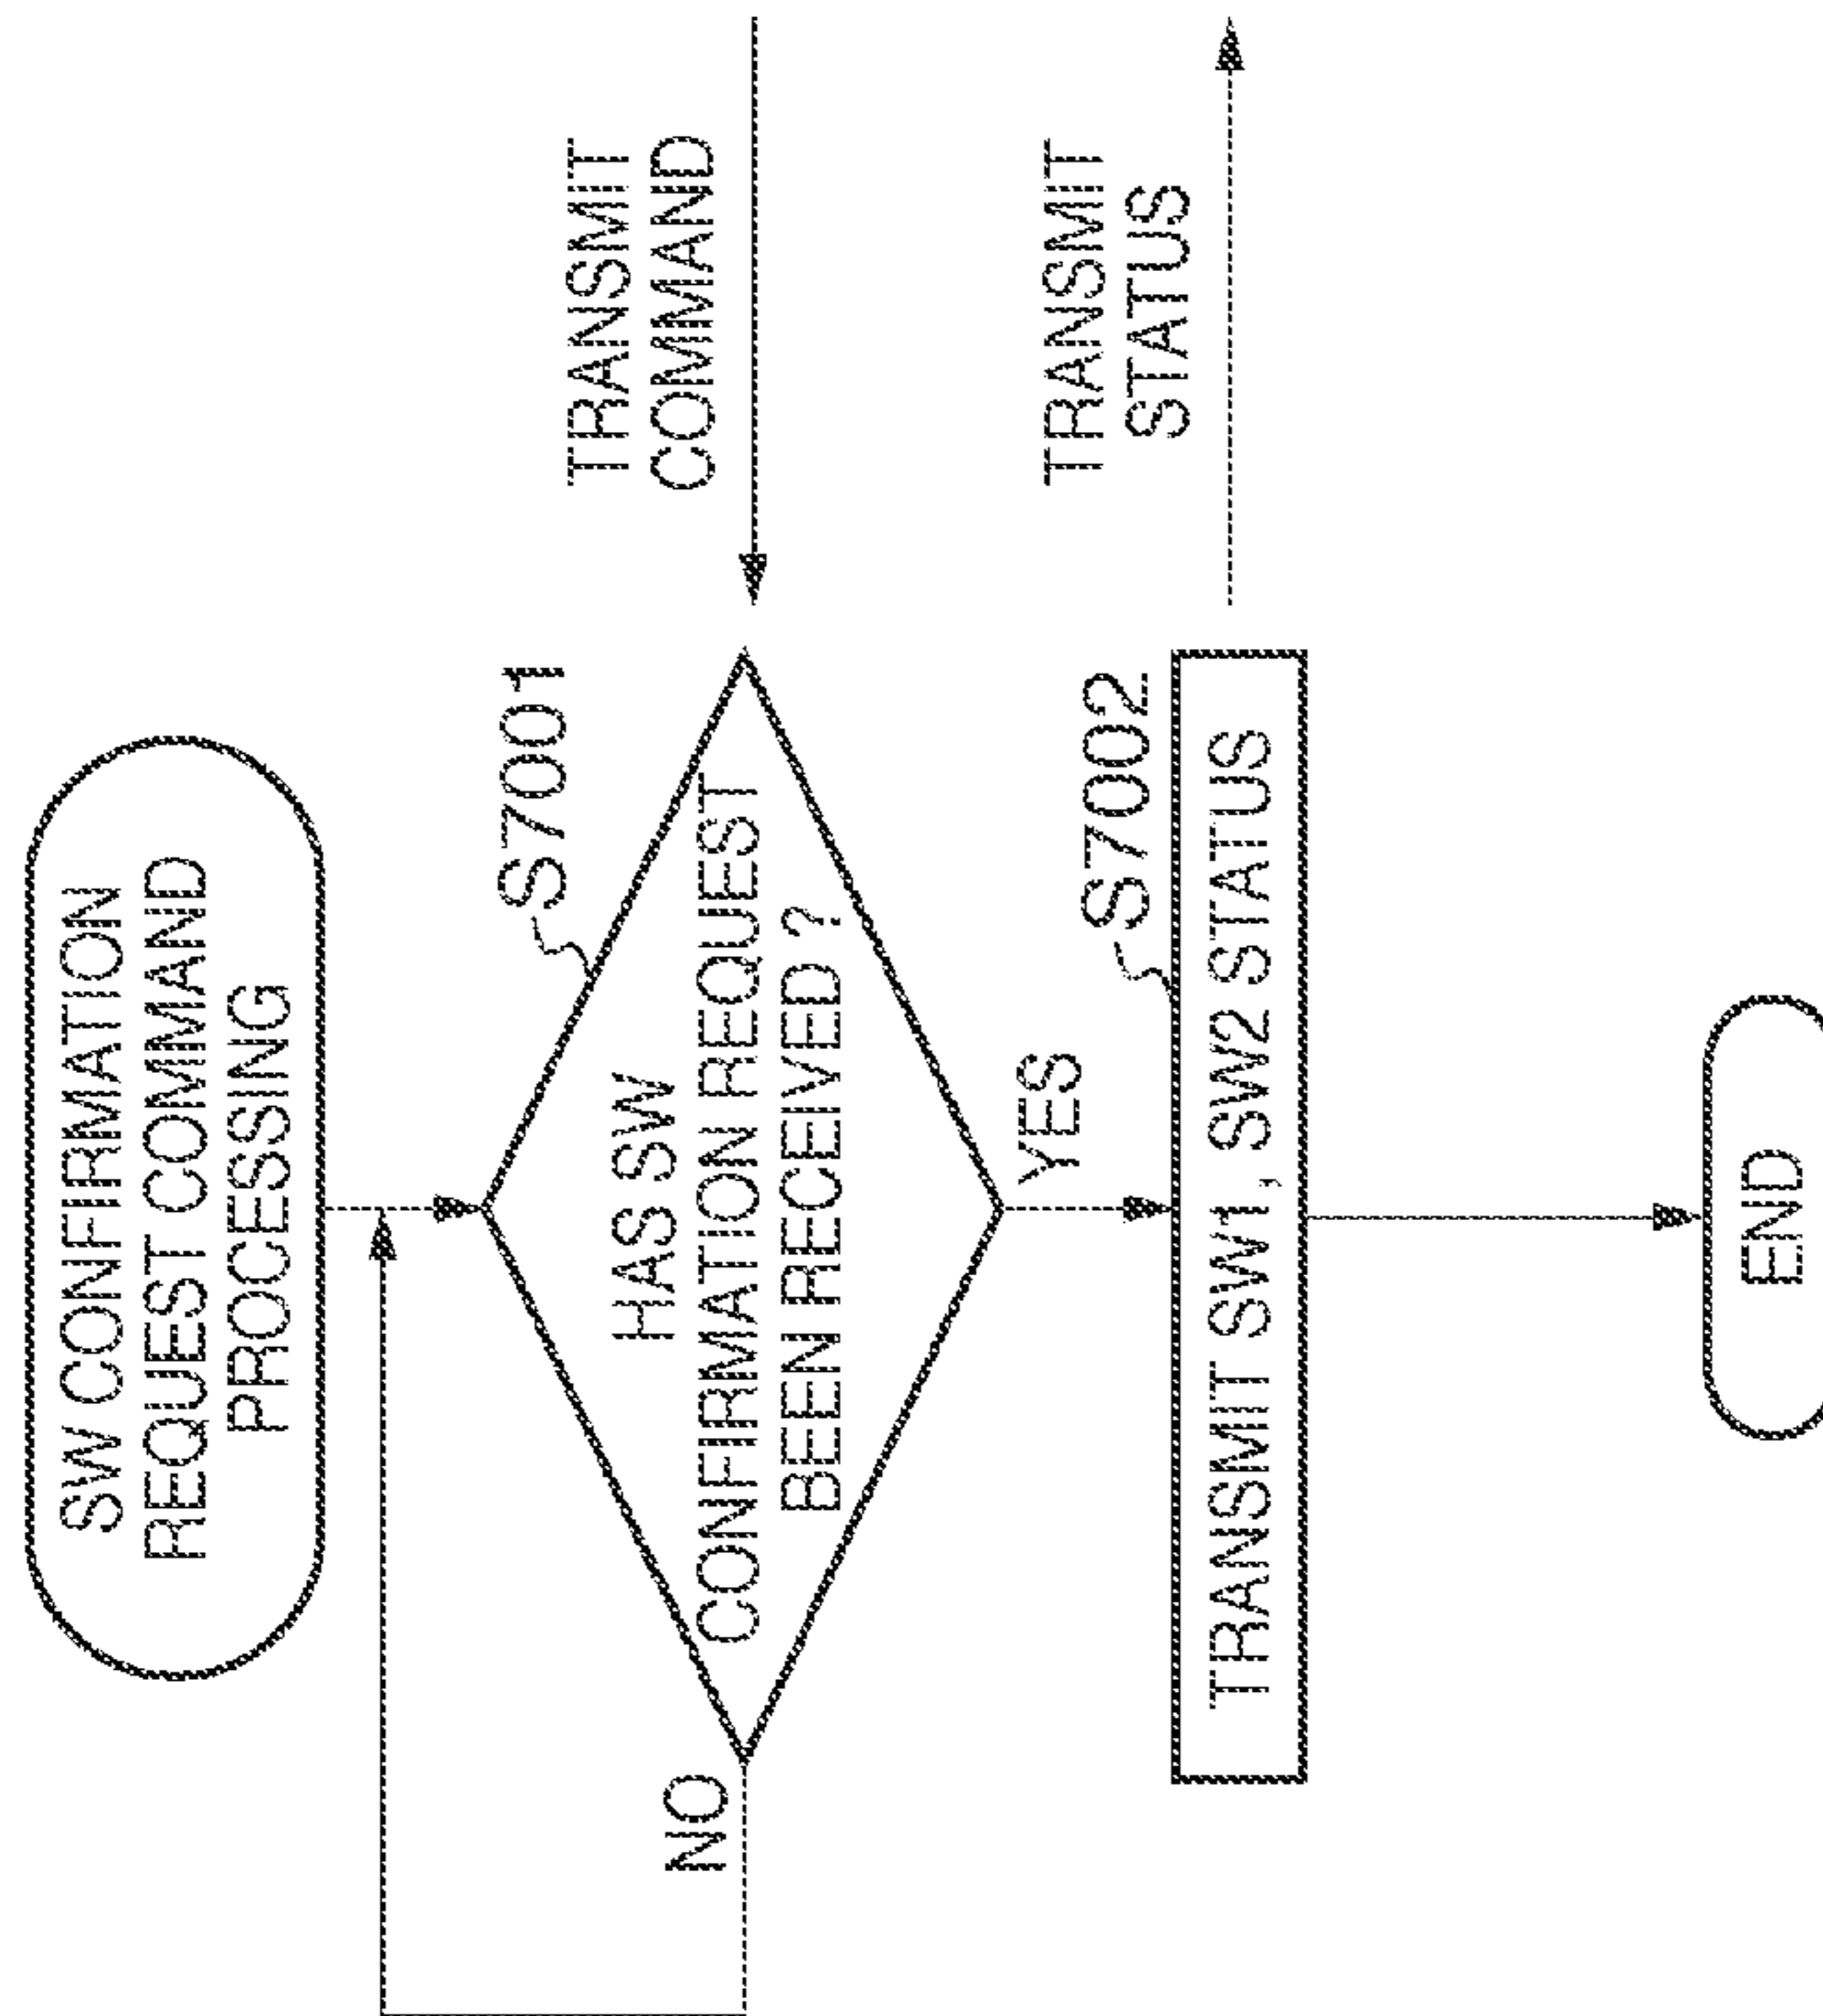 SW CONFIRMATION
REQUEST COMMAND
PROCESSING
S7001
HAS SW
CONFIRMATION REQUEST
BEEN RECEIVED ?
NO
YES
TRANSMIT
COMMAND
S7002
TRANSMIT SW1, SW2 STATUS
TRANSMIT
STATUS
END